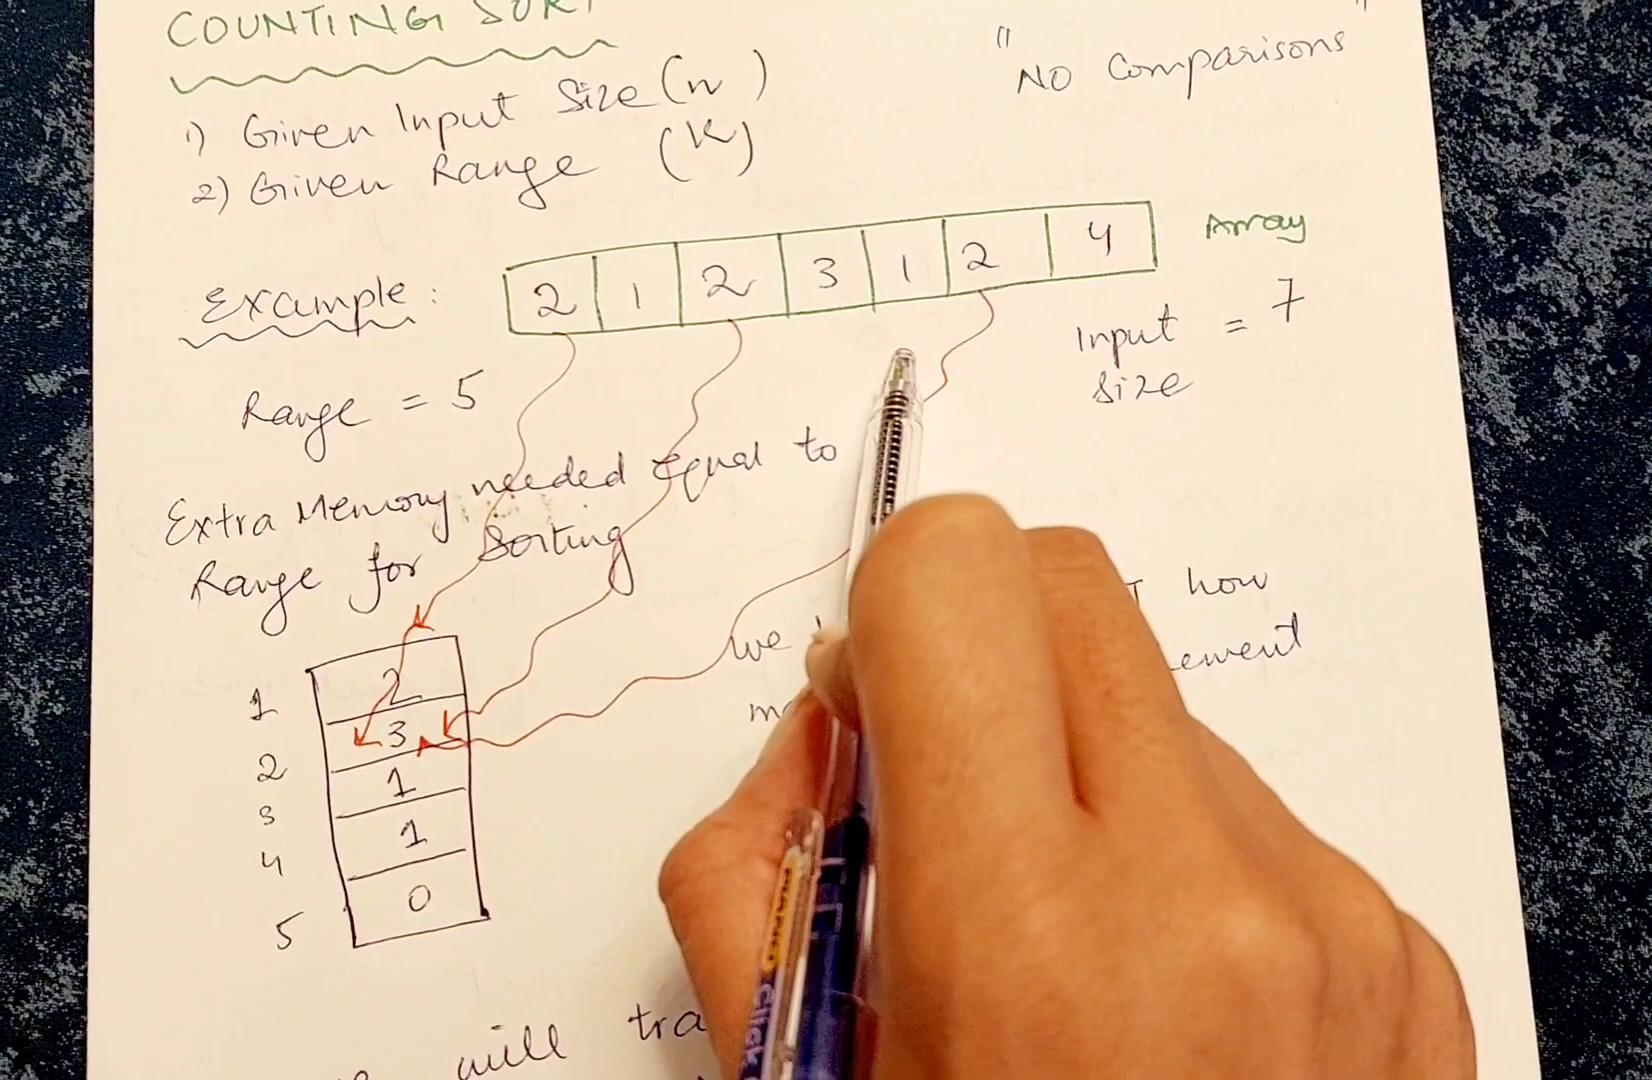 COUNTING SORT
"No Comparisons"
1) Given Input Size (n)
2) Given Range (K)
Example:
2 1 2 3 1 2 4
Array
Input Size = 7
Range = 5
Extra Memory needed equal to
Range for Sorting
how
we
1 2
2 3
3 1
4 1
5 0
will